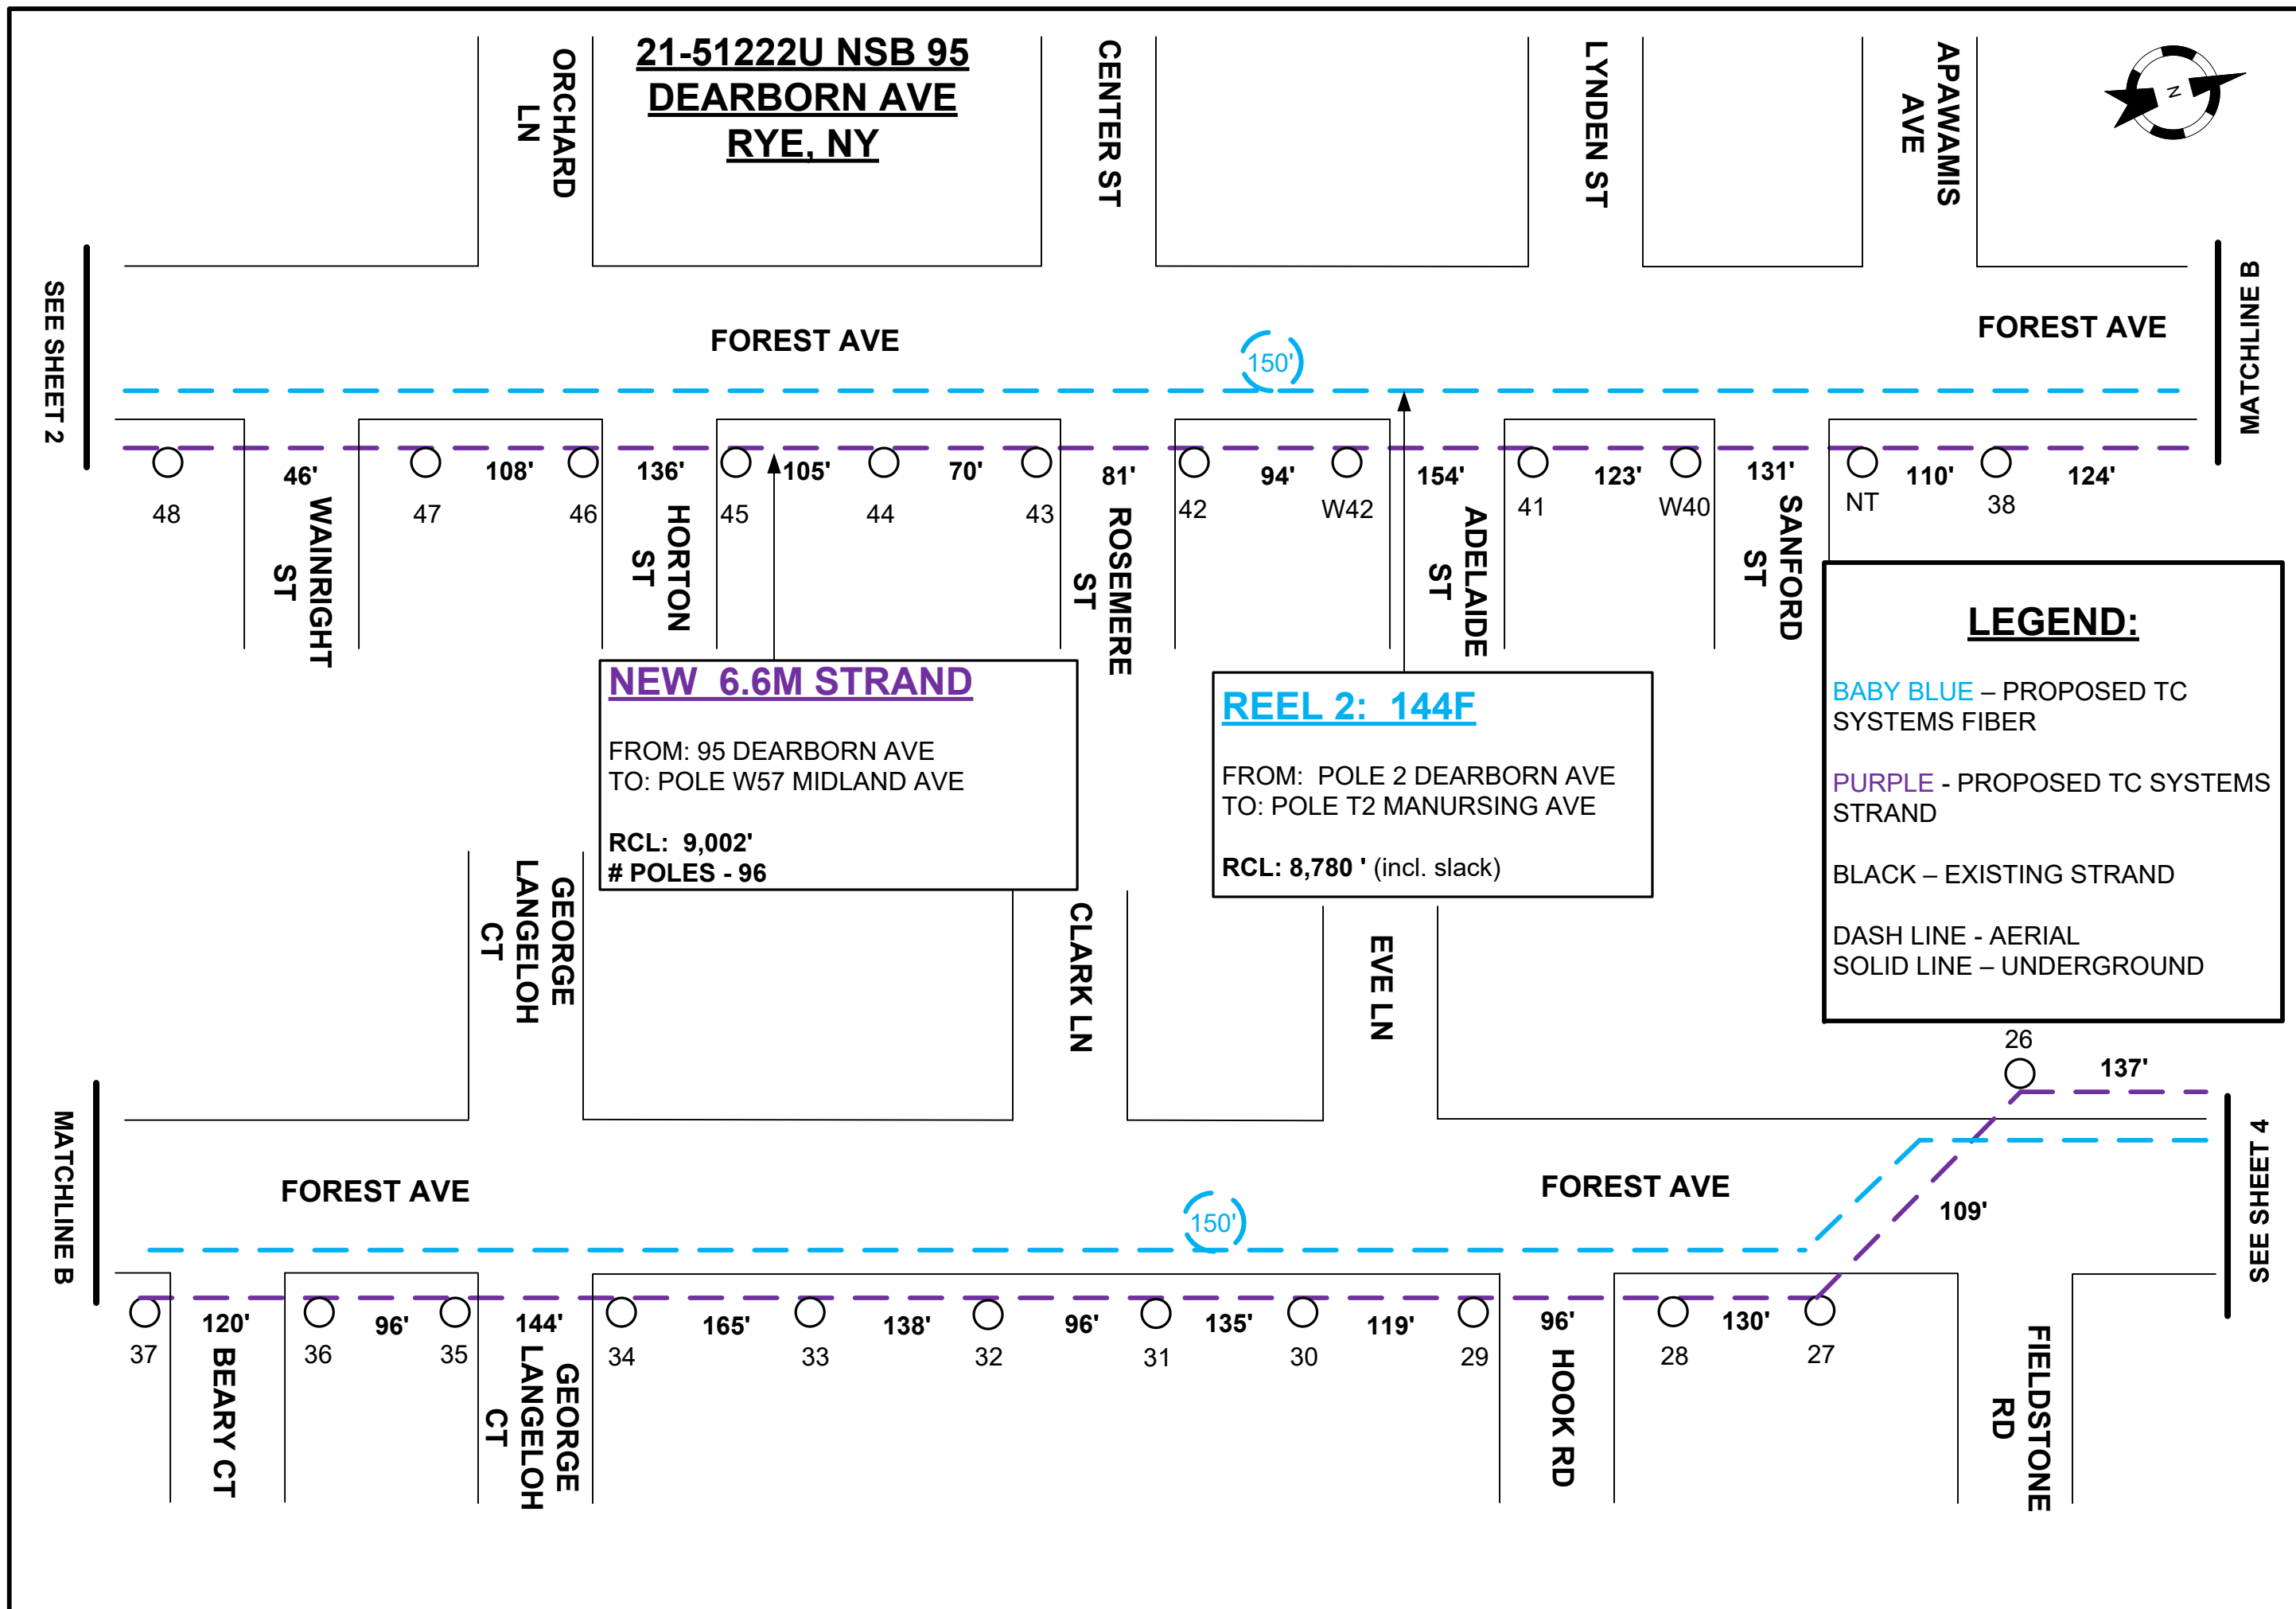 21-51222U NSB 95
DEARBORN AVE
RYE, NY
ORCHARD
LN
CENTER ST
LYNDEN ST
APAWAMIS
AVE
N
SEE SHEET 2
FOREST AVE
150'
FOREST AVE
MATCHLINE B
46'
108'
136'
105'
70'
81'
94'
154'
123'
131'
110'
124'
48
47
46
45
44
43
42
W42
41
W40
NT
38
WAINRIGHT
ST
HORTON
ST
ROSEMERE
ST
ADELAIDE
ST
SANFORD
ST
NEW 6.6M STRAND
FROM: 95 DEARBORN AVE
TO: POLE W57 MIDLAND AVE
RCL: 9,002'
# POLES - 96
REEL 2: 144F
FROM: POLE 2 DEARBORN AVE
TO: POLE T2 MANURSING AVE
RCL: 8,780 ' (incl. slack)
LEGEND:
BABY BLUE – PROPOSED TC
SYSTEMS FIBER
PURPLE - PROPOSED TC SYSTEMS
STRAND
BLACK – EXISTING STRAND
DASH LINE - AERIAL
SOLID LINE – UNDERGROUND
GEORGE
LANGELOH
CT
CLARK LN
EVE LN
26
137'
MATCHLINE B
FOREST AVE
150'
FOREST AVE
109'
SEE SHEET 4
120'
96'
144'
165'
138'
96'
135'
119'
96'
130'
37
36
35
34
33
32
31
30
29
28
27
BEARY CT
GEORGE
LANGELOH
CT
HOOK RD
FIELDSTONE
RD